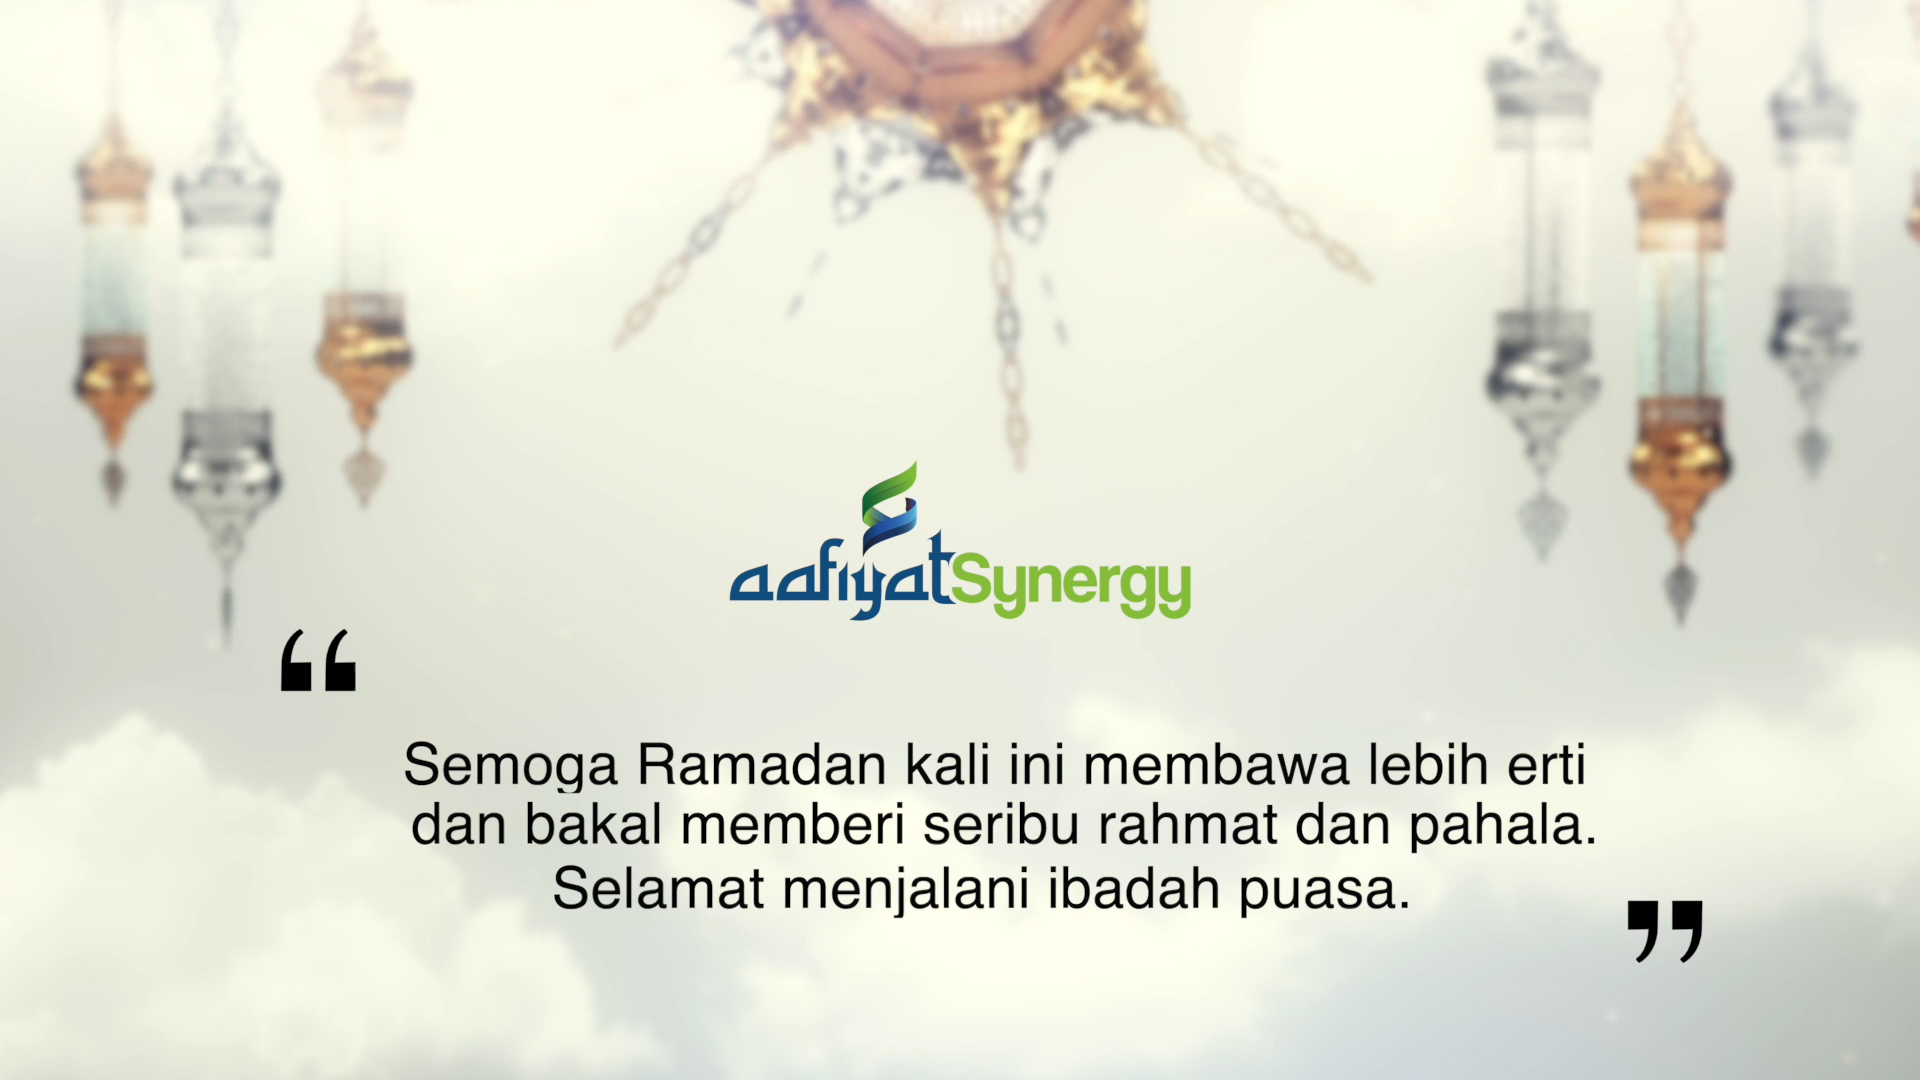 aafiyatSynergy
“
Semoga Ramadan kali ini membawa lebih erti
dan bakal memberi seribu rahmat dan pahala.
Selamat menjalani ibadah puasa.
”